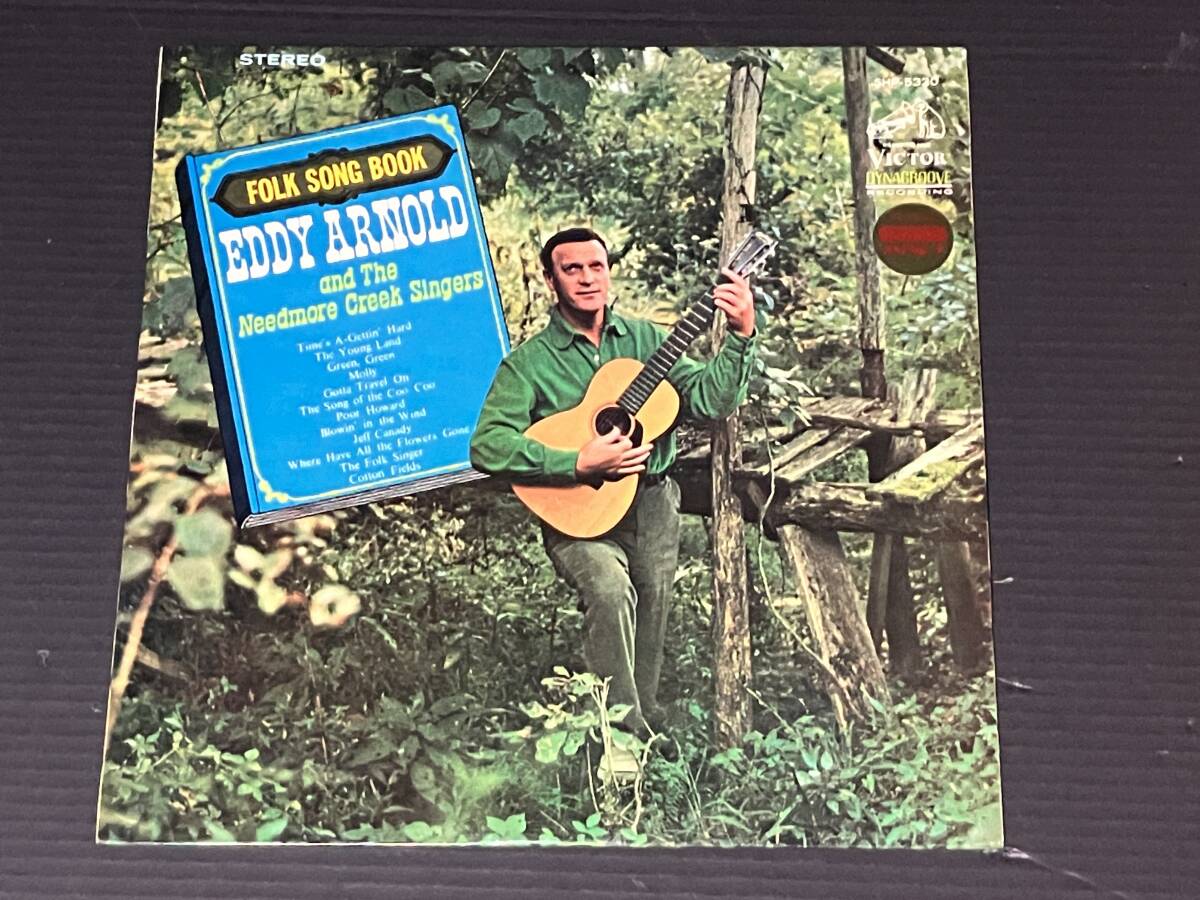 STEREO
FOLK SONG BOOK
EDDY ARNOLD
and The
Needmore Creek Singers
Time's A-Gettin' Hard
The Young Land
Green, Green
Molly
Gotta Travel On
The Song of the Coo Coo
Poor Howard
Blowin' in the Wind
Jeff Canady
Where Have All the Flowers Gone
The Folk Singer
Cotton Fields
SHP-5320
VICTOR
DYNAGROOVE
RECORDING